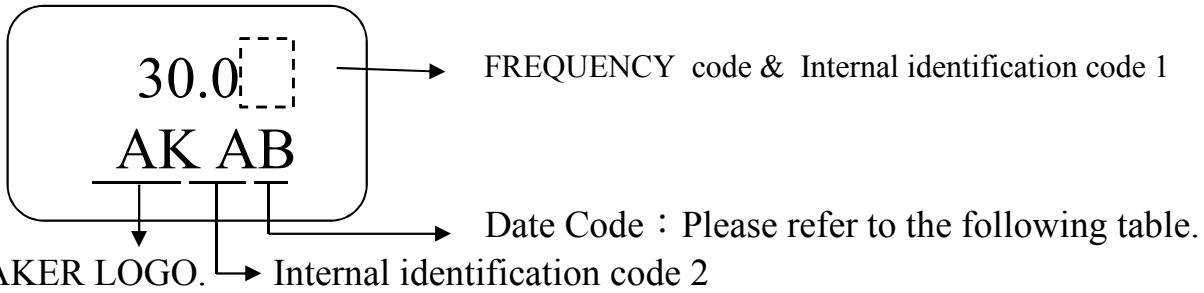 30.0
FREQUENCY code & Internal identification code 1
AK AB
Date Code：Please refer to the following table.
AKER LOGO.
Internal identification code 2